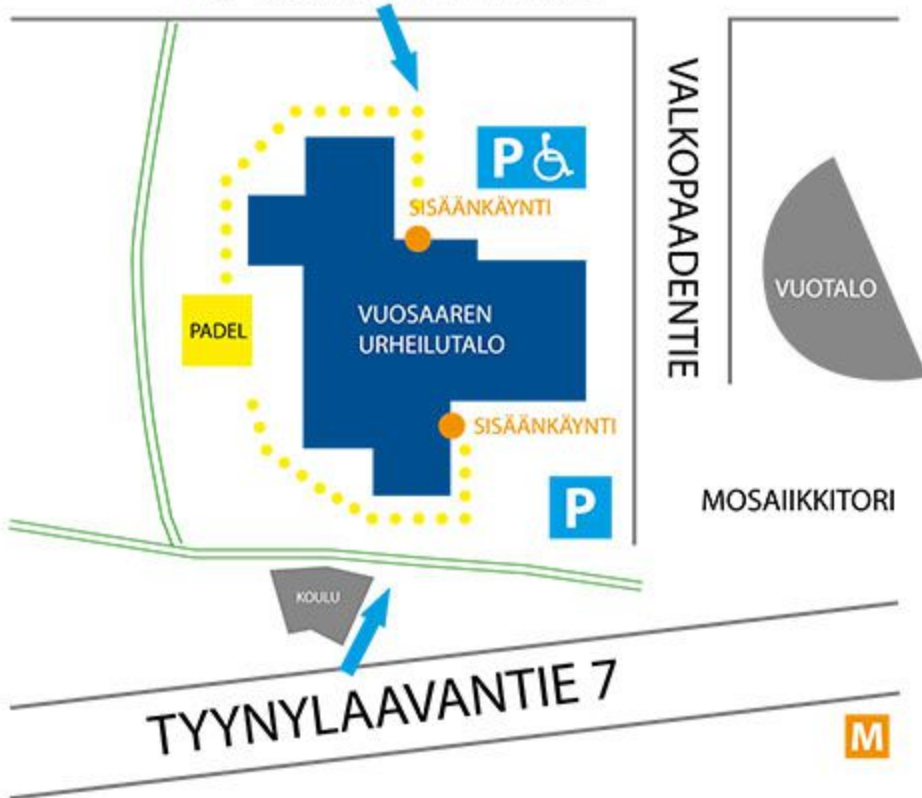 P
SISÄÄNKÄYNTI
VALKOPAADENTIE
VUOTALO
PADEL
VUOSAAREN
URHEILUTALO
SISÄÄNKÄYNTI
P
MOSAIIKKITORI
KOULU
TYYNYLAAVANTIE 7
M